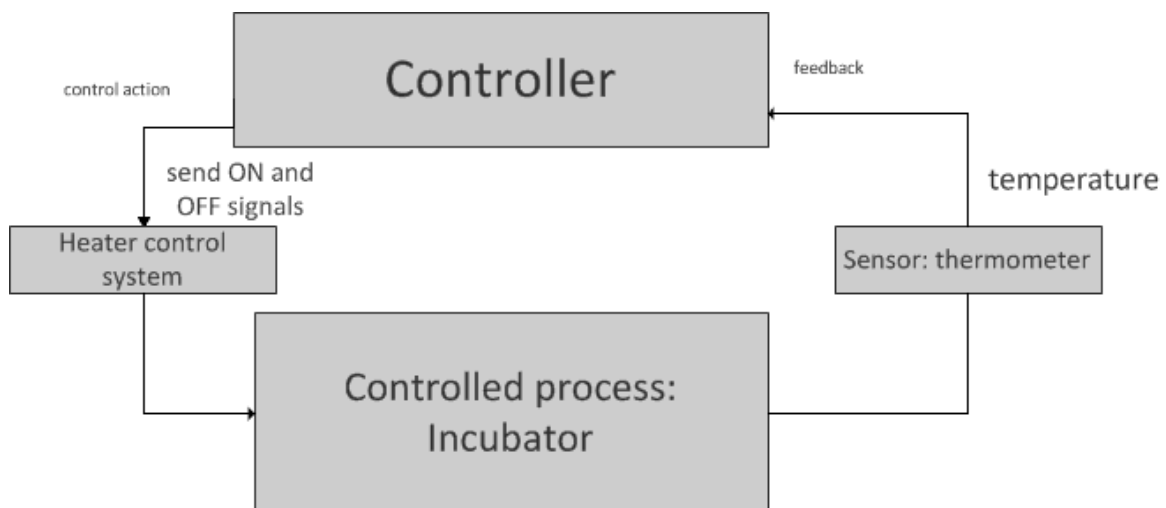 Controller
control action
feedback
send ON and
OFF signals
temperature
Heater control
system
Sensor: thermometer
Controlled process:
Incubator